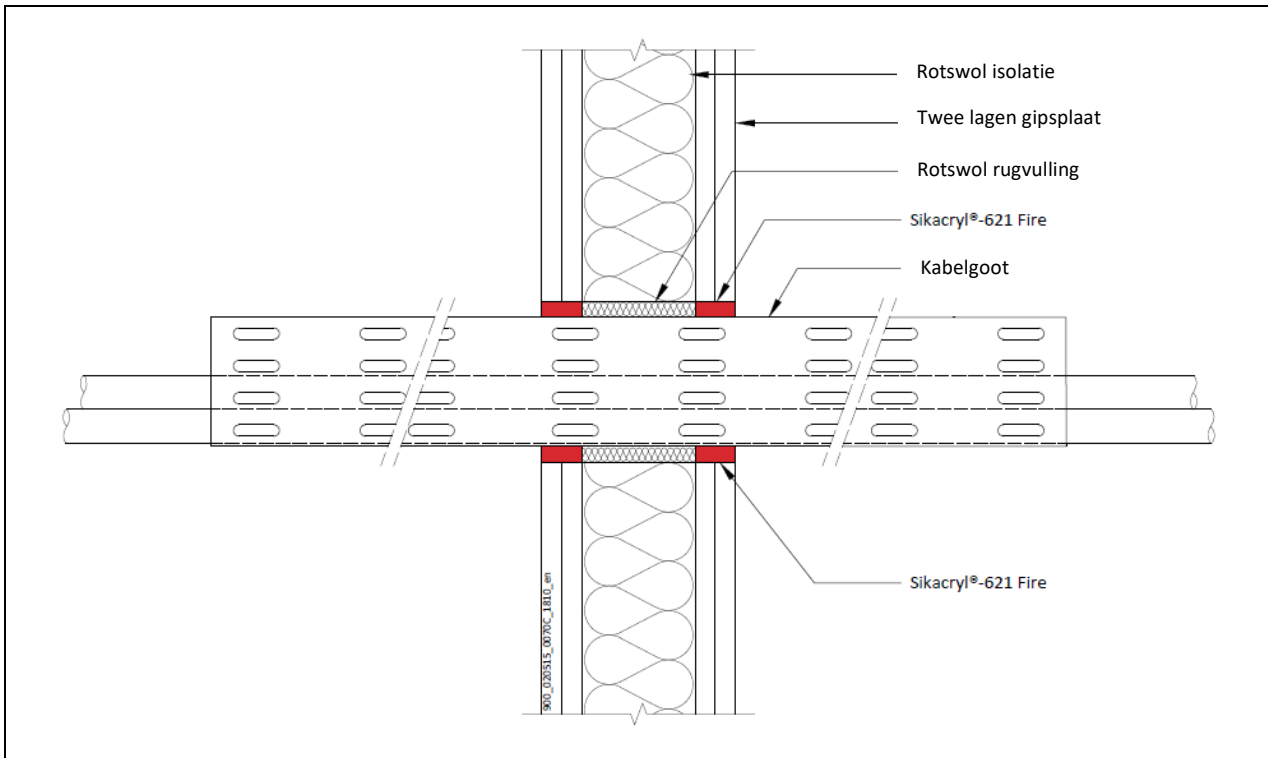 Rotswol isolatie
Twee lagen gipsplaat
Rotswol rugvulling
Sikacryl®-621 Fire
Kabelgoot
Sikacryl®-621 Fire
900_020515_0070C_1810_en